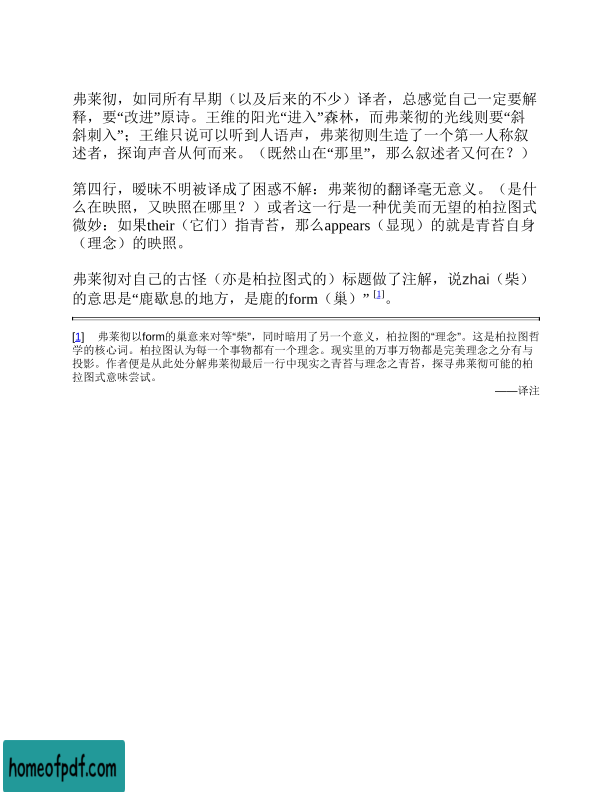 弗莱彻，如同所有早期（以及后来的不少）译者，总感觉自己一定要解
释，要“改进”原诗。王维的阳光“进入”森林，而弗莱彻的光线则要“斜
斜刺入”；王维只说可以听到人语声，弗莱彻则生造了一个第一人称叙
述者，探询声音从何而来。（既然山在“那里”，那么叙述者又何在？）
第四行，暧昧不明被译成了困惑不解：弗莱彻的翻译毫无意义。（是什
么在映照，又映照在哪里？）或者这一行是一种优美而无望的柏拉图式
微妙：如果their（它们）指青苔，那么appears（显现）的就是青苔自身
（理念）的映照。
弗莱彻对自己的古怪（亦是柏拉图式的）标题做了注解，说zhai（柴）
的意思是“鹿歇息的地方，是鹿的form（巢）” [1]。
[1] 弗莱彻以form的巢意来对等“柴”，同时暗用了另一个意义，柏拉图的“理念”。这是柏拉图哲
学的核心词。柏拉图认为每一个事物都有一个理念。现实里的万事万物都是完美理念之分有与
投影。作者便是从此处分解弗莱彻最后一行中现实之青苔与理念之青苔，探寻弗莱彻可能的柏
拉图式意味尝试。
——译注
homeofpdf.com